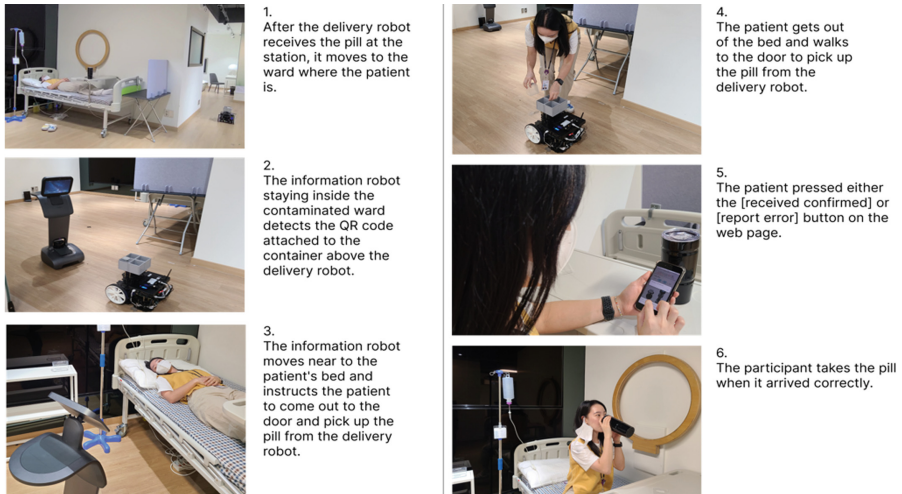 1.
After the delivery robot
receives the pill at the
station, it moves to the
ward where the patient
is.
2.
The information robot
staying inside the
contaminated ward
detects the QR code
attached to the
container above the
delivery robot.
3.
The information robot
moves near to the
patient's bed and
instructs the patient
to come out to the
door and pick up the
pill from the delivery
robot.
4.
The patient gets out
of the bed and walks
to the door to pick up
the pill from the
delivery robot.
5.
The patient pressed either
the [received confirmed] or
[report error] button on the
web page.
6.
The participant takes the pill
when it arrived correctly.